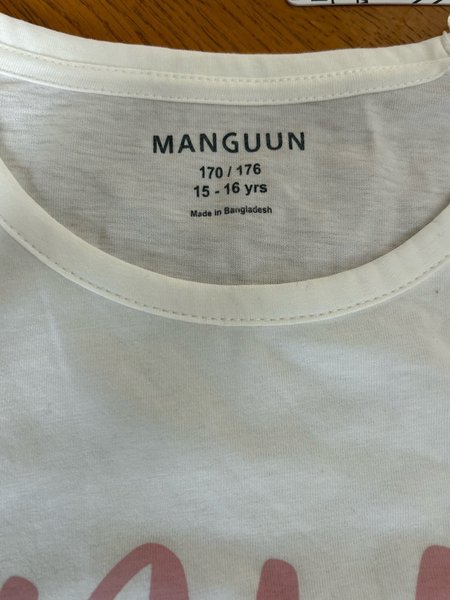 MANGUUN
170 / 176
15 - 16 yrs
Made in Bangladesh